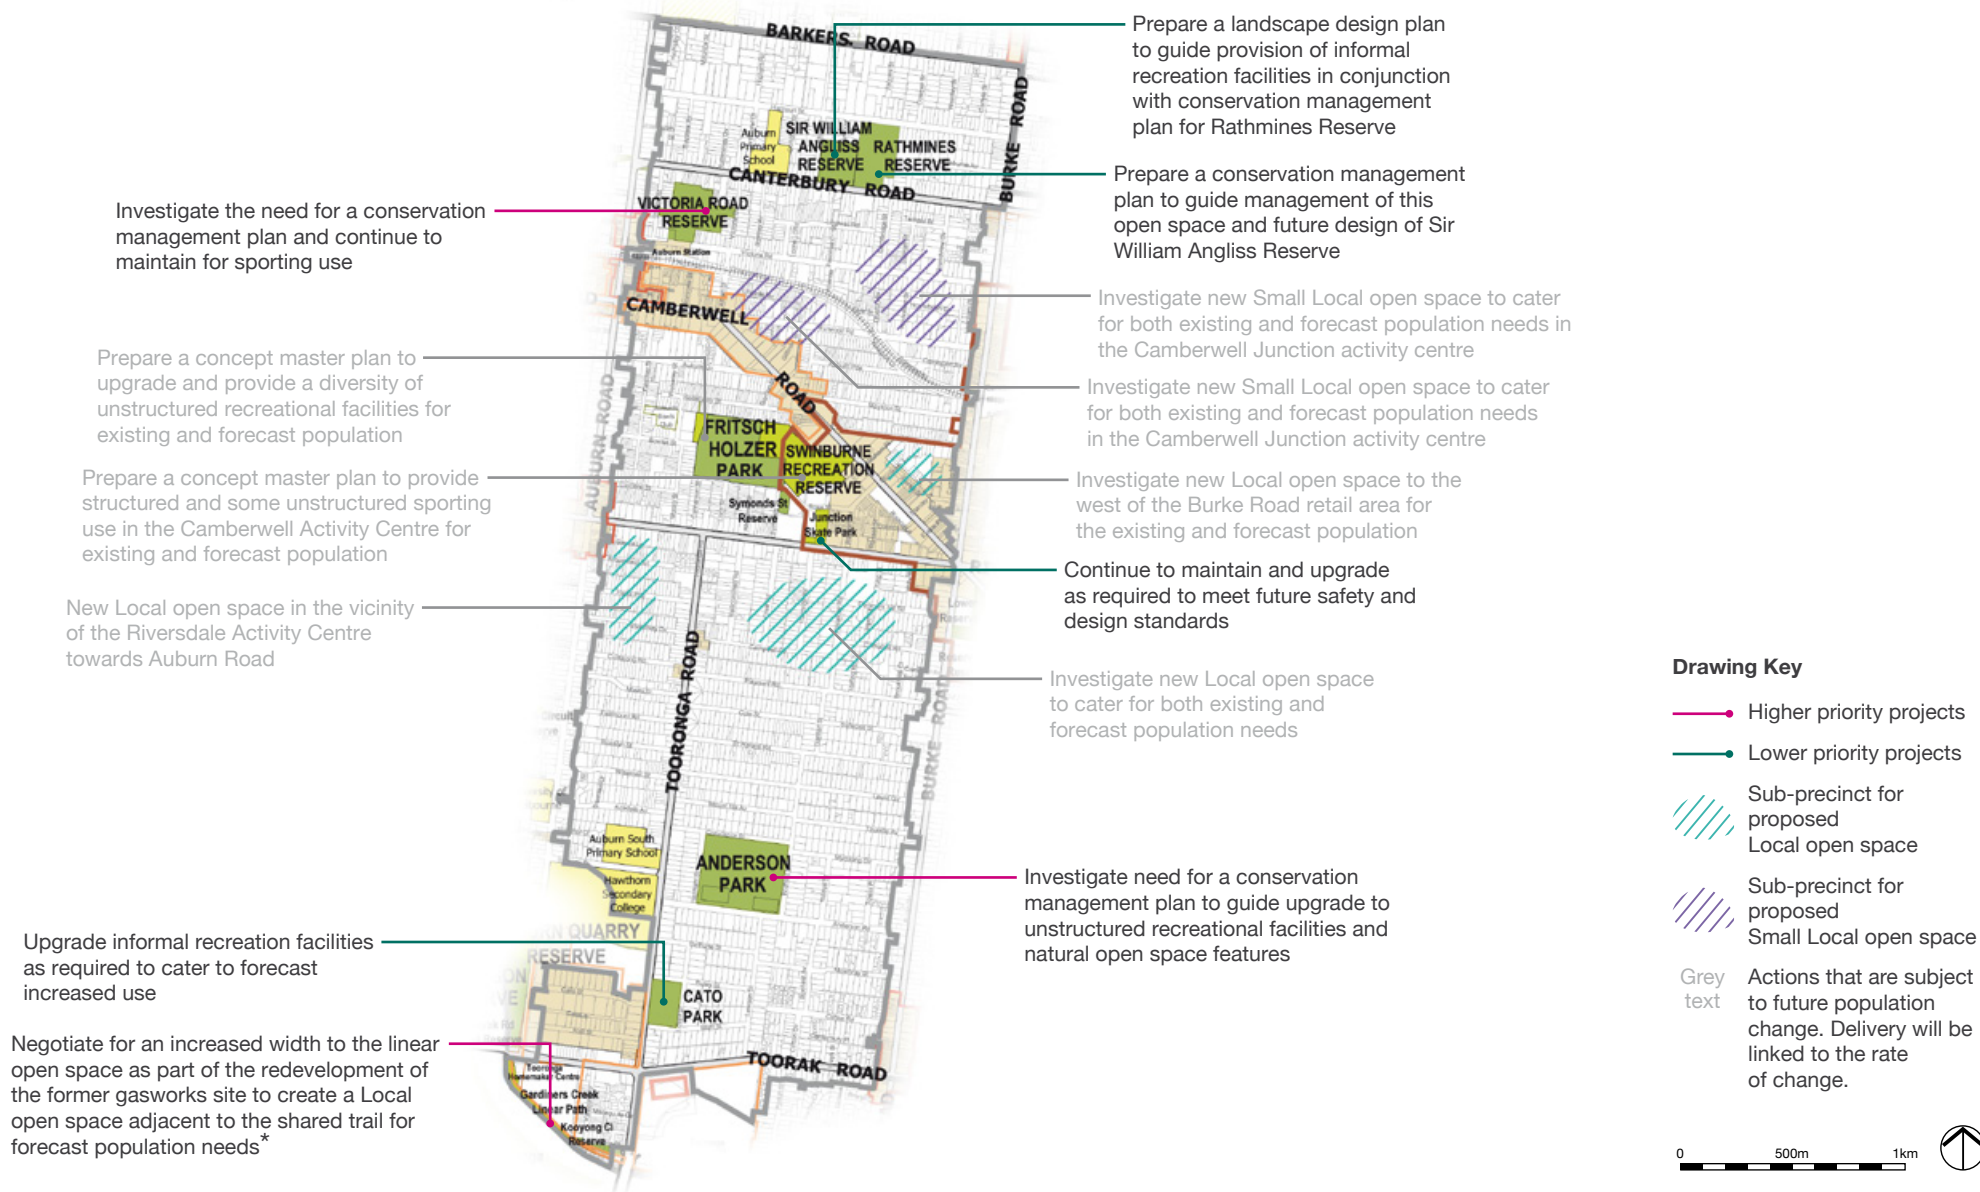 Prepare a landscape design plan
to guide provision of informal
recreation facilities in conjunction
with conservation management
plan for Rathmines Reserve
Prepare a conservation management
plan to guide management of this
open space and future design of Sir
William Angliss Reserve
Investigate the need for a conservation
management plan and continue to
maintain for sporting use
Investigate new Small Local open space to cater
for both existing and forecast population needs in
the Camberwell Junction activity centre
Prepare a concept master plan to
upgrade and provide a diversity of
unstructured recreational facilities for
existing and forecast population
Investigate new Small Local open space to cater
for both existing and forecast population needs
in the Camberwell Junction activity centre
Prepare a concept master plan to provide
structured and some unstructured sporting
use in the Camberwell Activity Centre for
existing and forecast population
Investigate new Local open space to the
west of the Burke Road retail area for
the existing and forecast population
Continue to maintain and upgrade
as required to meet future safety and
design standards
New Local open space in the vicinity
of the Riversdale Activity Centre
towards Auburn Road
Investigate new Local open space
to cater for both existing and
forecast population needs
Investigate need for a conservation
management plan to guide upgrade to
unstructured recreational facilities and
natural open space features
Upgrade informal recreation facilities
as required to cater to forecast
increased use
Negotiate for an increased width to the linear
open space as part of the redevelopment of
the former gasworks site to create a Local
open space adjacent to the shared trail for
forecast population needs*
BARKERS ROAD
BURKE ROAD
Auburn
Primary
School
SIR WILLIAM
ANGLISS
RESERVE
RATHMINES
RESERVE
CANTERBURY ROAD
VICTORIA ROAD
RESERVE
Auburn Station
CAMBERWELL
ROAD
AUBURN ROAD
FRITSCH
HOLZER
PARK
SWINBURNE
RECREATION
RESERVE
Symonds St
Reserve
Junction
Skate Park
TOORONGA ROAD
BURKE ROAD
Auburn South
Primary School
Hawthorn
Secondary
College
ANDERSON
PARK
RN QUARRY
RESERVE
CATO
PARK
TOORAK ROAD
Tooronga
Homemaker Centre
Gardiners Creek
Linear Path
Kooyong Cl
Reserve
Drawing Key
Higher priority projects
Lower priority projects
Sub-precinct for
proposed
Local open space
Sub-precinct for
proposed
Small Local open space
Grey
text
Actions that are subject
to future population
change. Delivery will be
linked to the rate
of change.
0 500m 1km